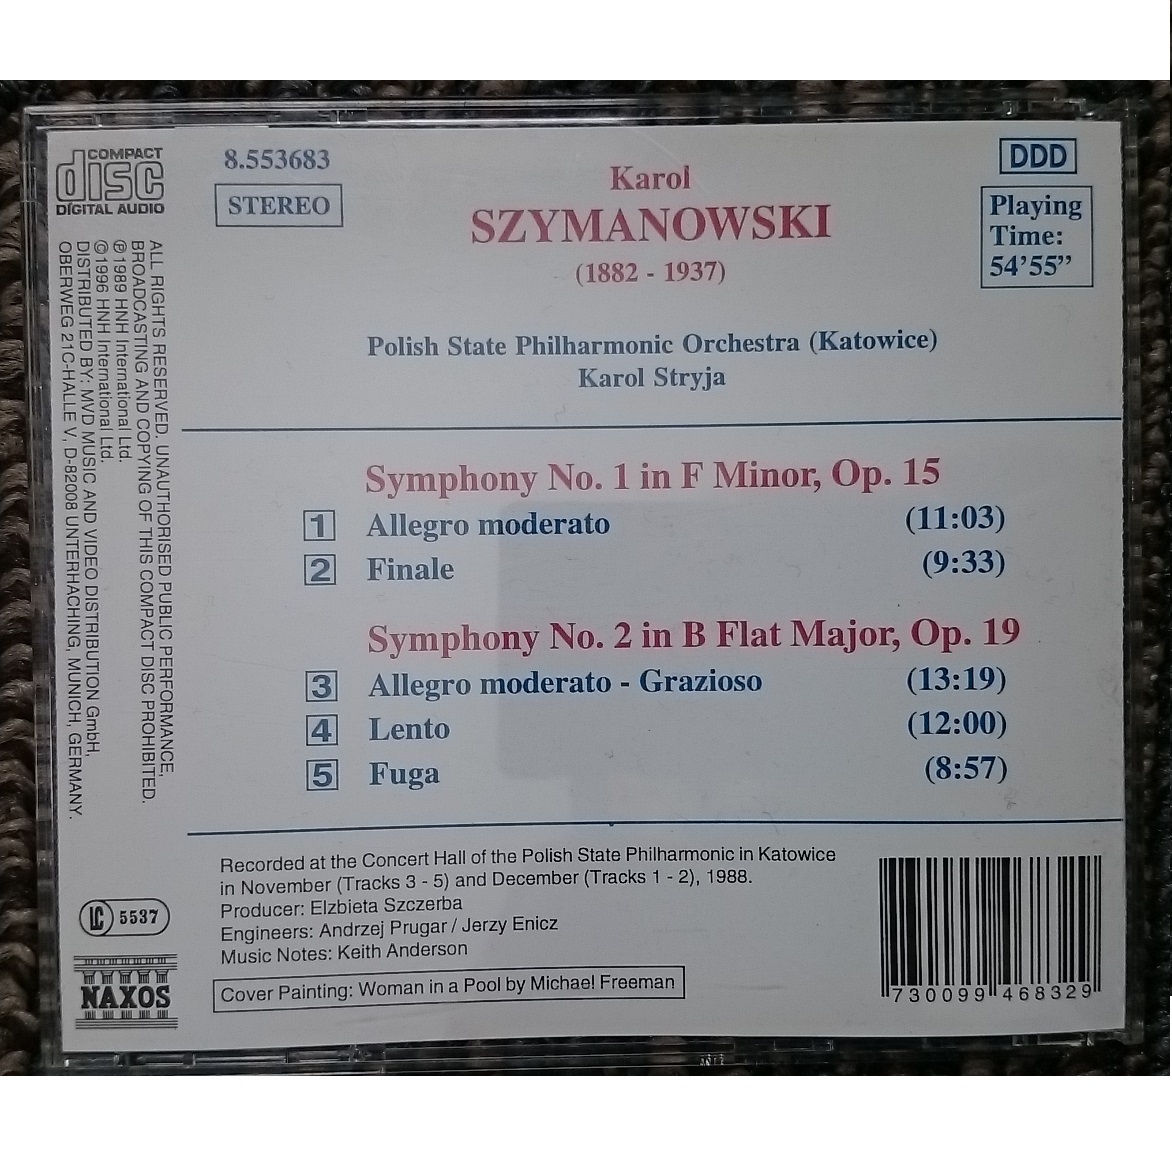 COMPACT
disc
DIGITAL AUDIO
8.553683
STEREO
Karol
SZYMANOWSKI
(1882 - 1937)
DDD
Playing
Time:
54'55”
Polish State Philharmonic Orchestra (Katowice)
Karol Stryja
Symphony No. 1 in F Minor, Op. 15
1 Allegro moderato (11:03)
2 Finale (9:33)
Symphony No. 2 in B Flat Major, Op. 19
3 Allegro moderato - Grazioso (13:19)
4 Lento (12:00)
5 Fuga (8:57)
Recorded at the Concert Hall of the Polish State Philharmonic in Katowice
in November (Tracks 3 - 5) and December (Tracks 1 - 2), 1988.
Producer: Elzbieta Szczerba
Engineers: Andrzej Prugar / Jerzy Enicz
Music Notes: Keith Anderson
Cover Painting: Woman in a Pool by Michael Freeman
7 30099 46832 9
ALL RIGHTS RESERVED. UNAUTHORISED PUBLIC PERFORMANCE,
BROADCASTING AND COPYING OF THIS COMPACT DISC PROHIBITED.
℗ 1989 HNH International Ltd.
© 1996 HNH International Ltd.
DISTRIBUTED BY: MVD MUSIC AND VIDEO DISTRIBUTION GmbH,
OBERWEG 21C-HALLE V, D-82008 UNTERHACHING, MUNICH, GERMANY.
LC 5537
NAXOS